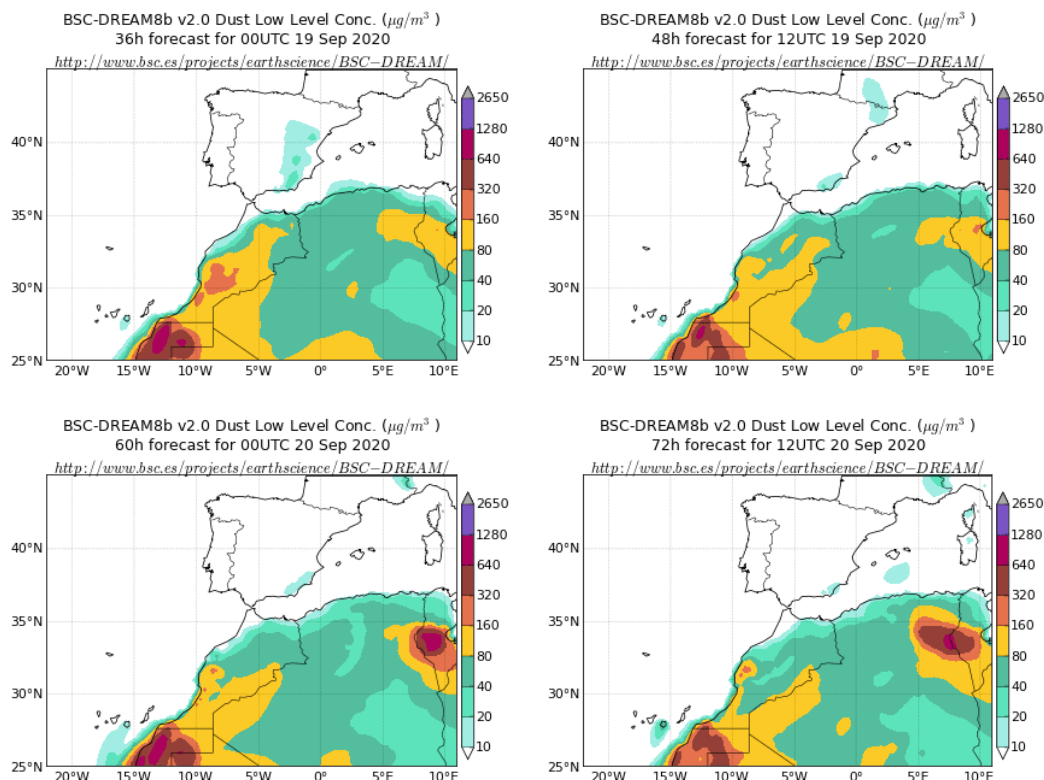 BSC-DREAM8b v2.0 Dust Low Level Conc. (μg/m³ )
36h forecast for 00UTC 19 Sep 2020
http://www.bsc.es/projects/earthscience/BSC-DREAM/
40°N
35°N
30°N
25°N
20°W 15°W 10°W 5°W 0°E 5°E 10°E
2650
1280
640
320
160
80
40
20
10
BSC-DREAM8b v2.0 Dust Low Level Conc. (μg/m³ )
48h forecast for 12UTC 19 Sep 2020
http://www.bsc.es/projects/earthscience/BSC-DREAM/
40°N
35°N
30°N
25°N
20°W 15°W 10°W 5°W 0°E 5°E 10°E
2650
1280
640
320
160
80
40
20
10
BSC-DREAM8b v2.0 Dust Low Level Conc. (μg/m³ )
60h forecast for 00UTC 20 Sep 2020
http://www.bsc.es/projects/earthscience/BSC-DREAM/
40°N
35°N
30°N
25°N
20°W 15°W 10°W 5°W 0°E 5°E 10°E
2650
1280
640
320
160
80
40
20
10
BSC-DREAM8b v2.0 Dust Low Level Conc. (μg/m³ )
72h forecast for 12UTC 20 Sep 2020
http://www.bsc.es/projects/earthscience/BSC-DREAM/
40°N
35°N
30°N
25°N
20°W 15°W 10°W 5°W 0°E 5°E 10°E
2650
1280
640
320
160
80
40
20
10